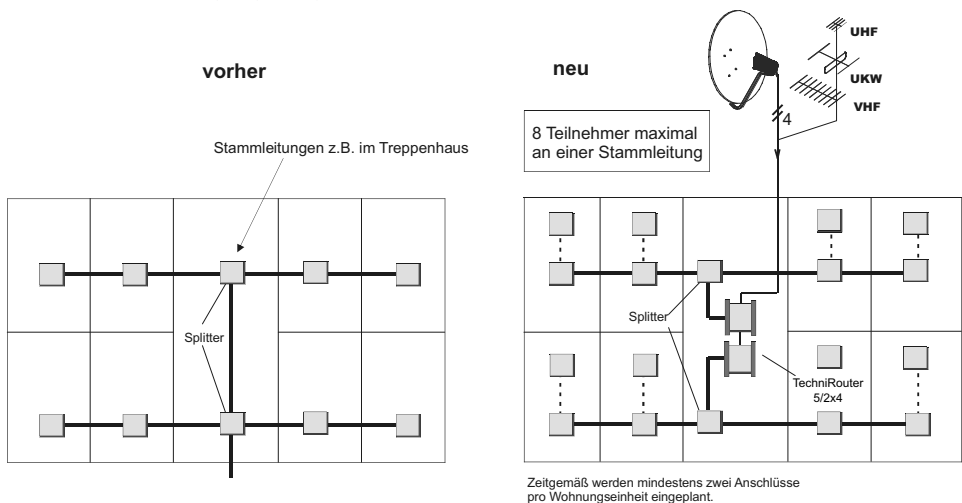 vorher
Stammleitungen z.B. im Treppenhaus
Splitter
neu
UHF
UKW
VHF
4
8 Teilnehmer maximal
an einer Stammleitung
Splitter
TechniRouter
5/2x4
Zeitgemäß werden mindestens zwei Anschlüsse
pro Wohnungseinheit eingeplant.